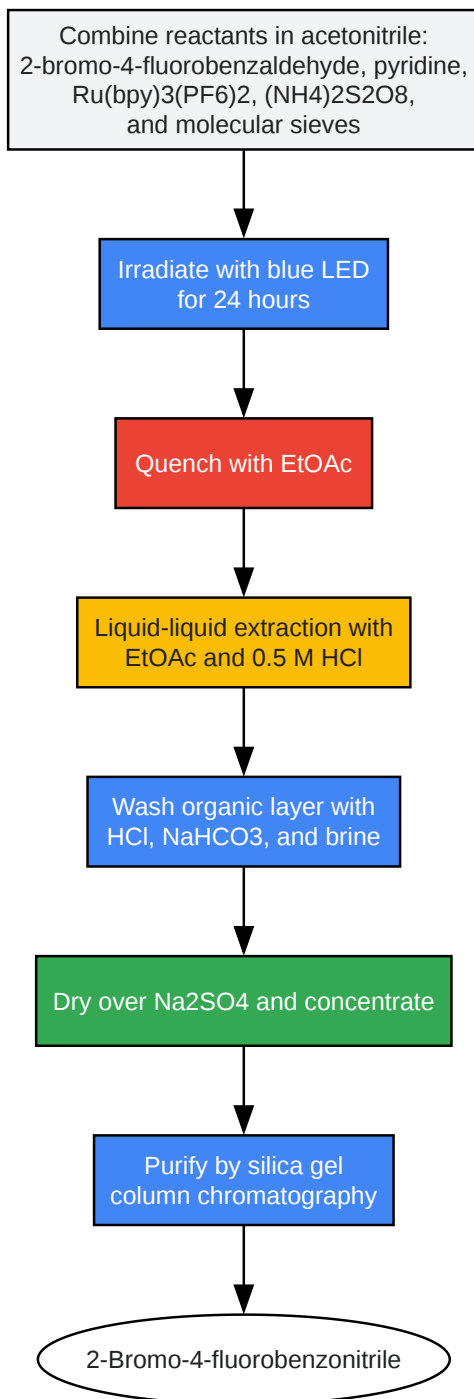 Combine reactants in acetonitrile:
2-bromo-4-fluorobenzaldehyde, pyridine,
Ru(bpy)3(PF6)2, (NH4)2S2O8,
and molecular sieves
Irradiate with blue LED
for 24 hours
Quench with EtOAc
Liquid-liquid extraction with
EtOAc and 0.5 M HCl
Wash organic layer with
HCl, NaHCO3, and brine
Dry over Na2SO4 and concentrate
Purify by silica gel
column chromatography
2-Bromo-4-fluorobenzonitrile